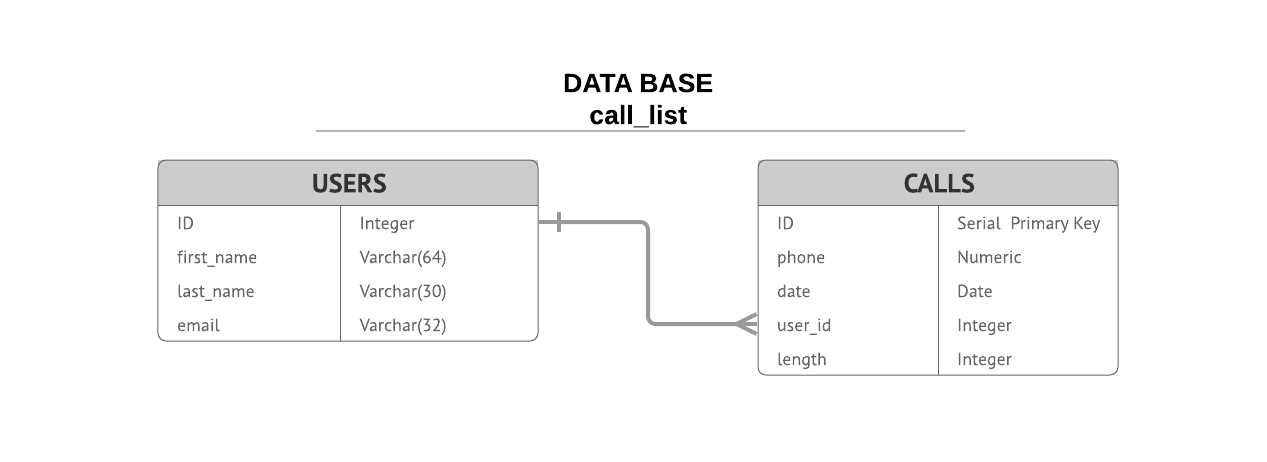 DATA BASE
call_list
USERS
ID Integer
first_name Varchar(64)
last_name Varchar(30)
email Varchar(32)
CALLS
ID Serial Primary Key
phone Numeric
date Date
user_id Integer
length Integer